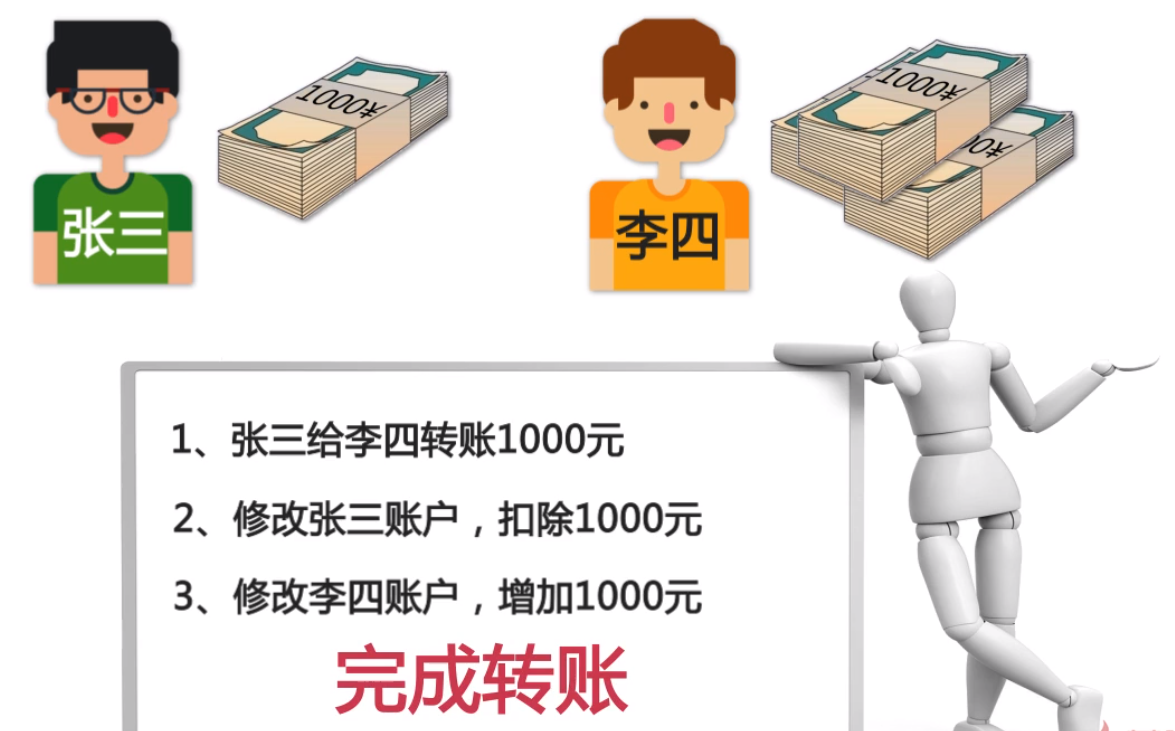 1000¥
1000¥
00¥
张三
李四
1、张三给李四转账1000元
2、修改张三账户，扣除1000元
3、修改李四账户，增加1000元
完成转账